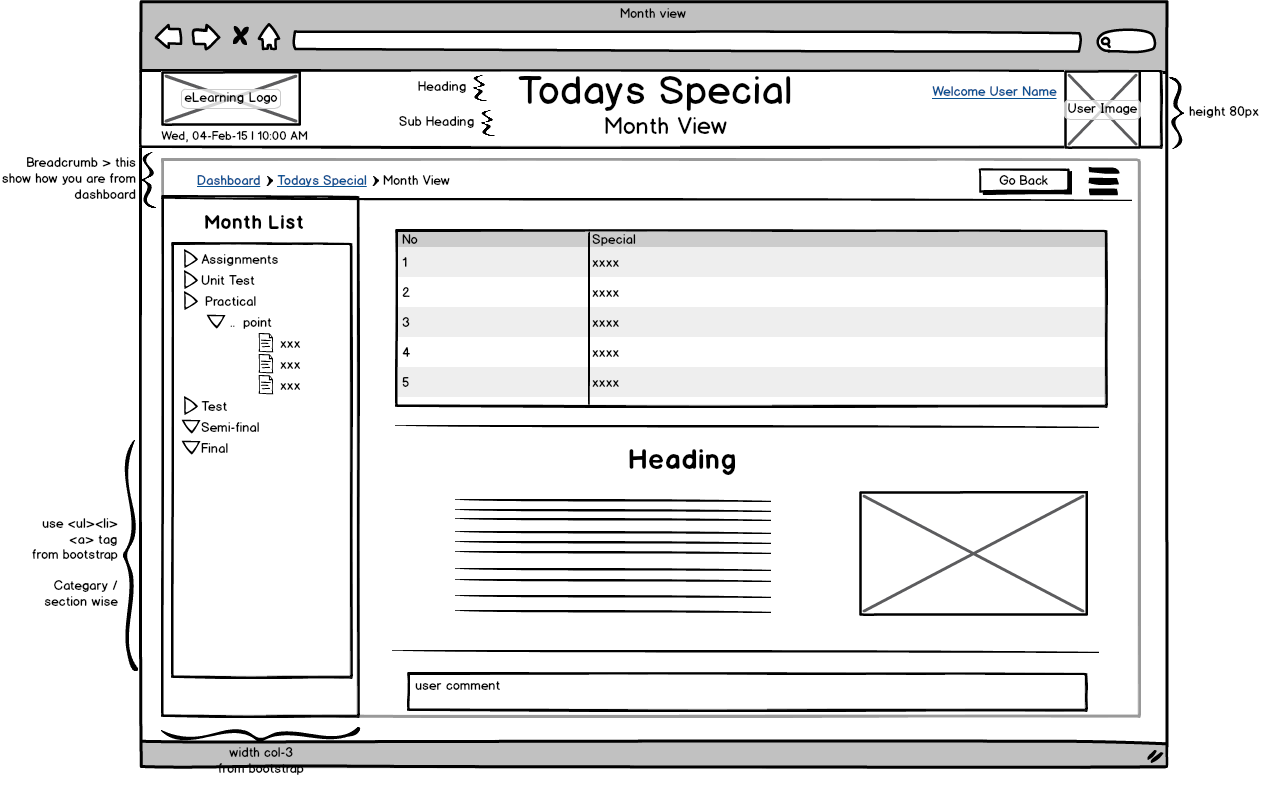 Month view
eLearning Logo
Wed, 04-Feb-15 | 10:00 AM
Heading
Sub Heading
Todays Special
Month View
Welcome User Name
User Image
height 80px
Breadcrumb > this
show how you are from
dashboard
Dashboard Todays Special Month View
Go Back
Month List
Assignments
Unit Test
Practical
.. point
xxx
xxx
xxx
Test
Semi-final
Final
No Special
1 xxxx
2 xxxx
3 xxxx
4 xxxx
5 xxxx
Heading
use <ul><li>
<a> tag
from bootstrap
Category /
section wise
user comment
width col-3
from bootstrap